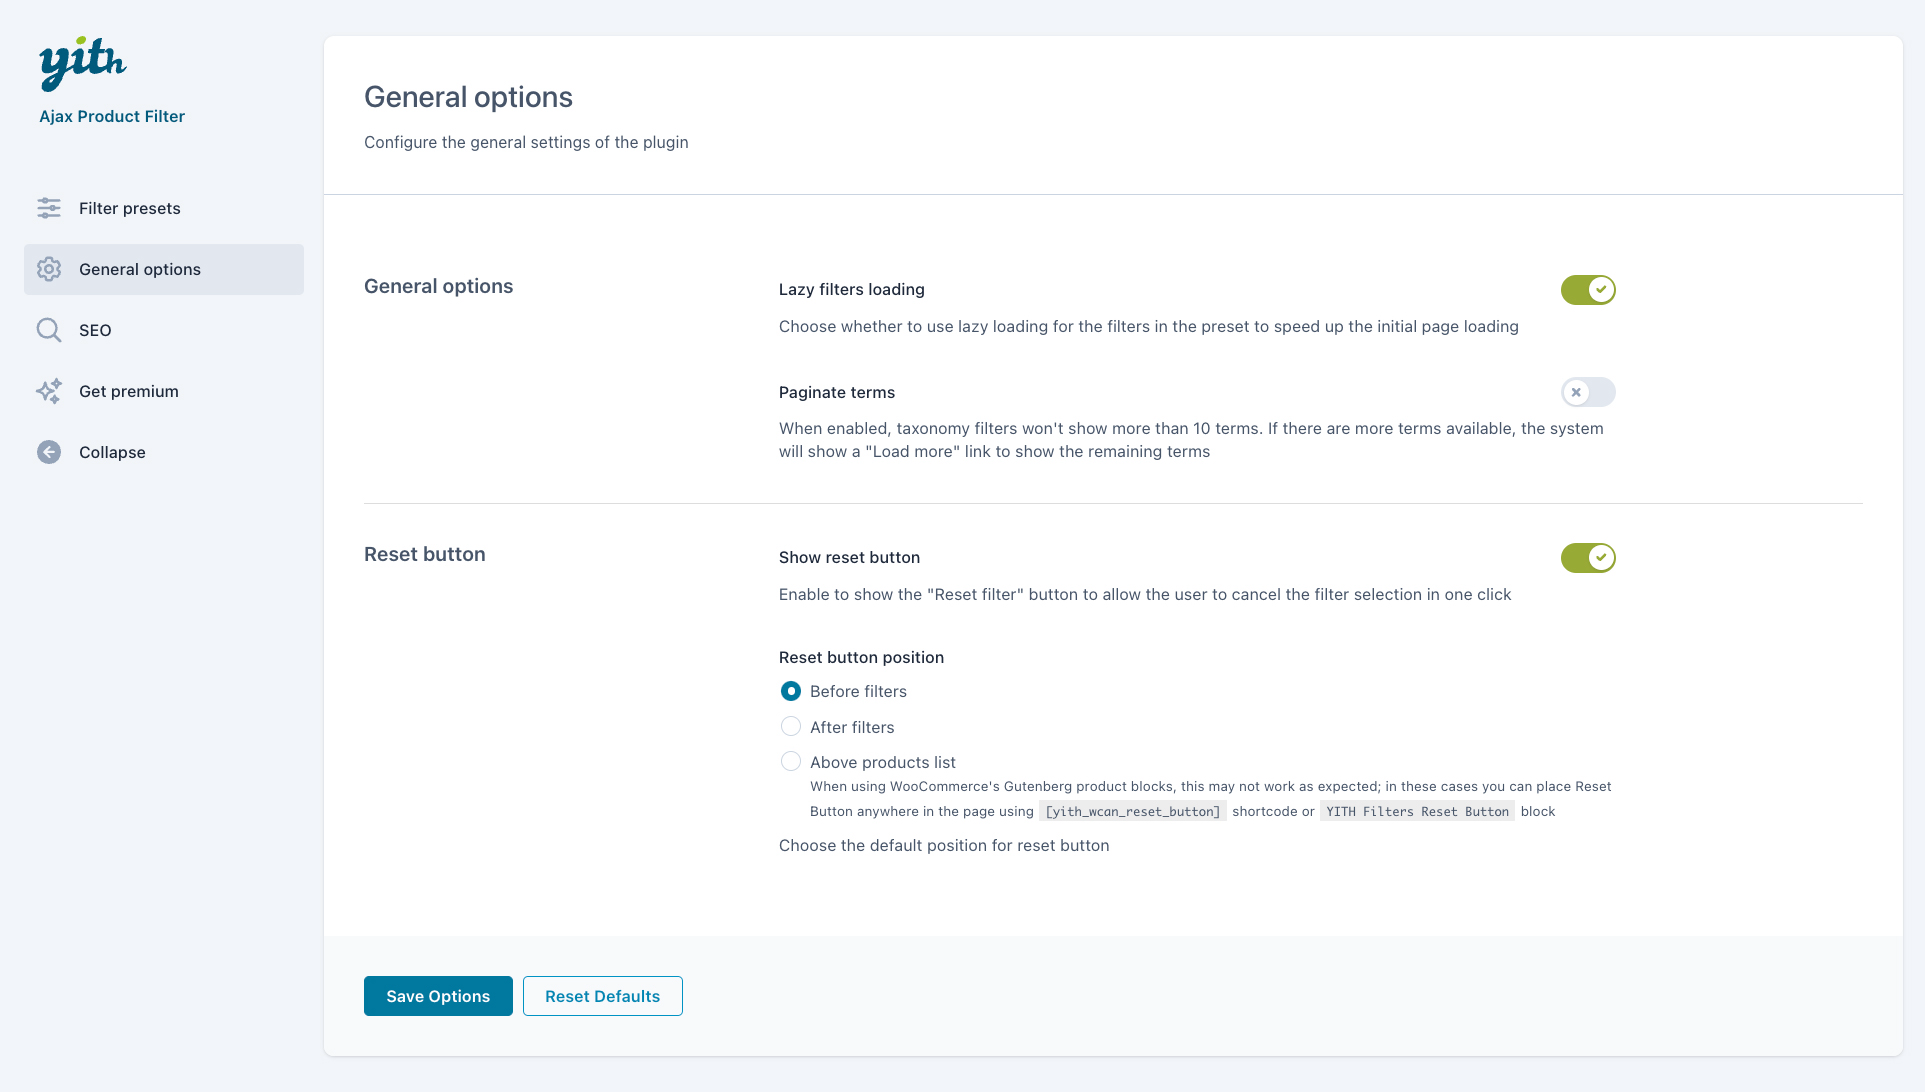 yith
Ajax Product Filter
Filter presets
General options
SEO
Get premium
Collapse
General options
Configure the general settings of the plugin
General options
Lazy filters loading
Choose whether to use lazy loading for the filters in the preset to speed up the initial page loading
Paginate terms
When enabled, taxonomy filters won't show more than 10 terms. If there are more terms available, the system
will show a "Load more" link to show the remaining terms
Reset button
Show reset button
Enable to show the "Reset filter" button to allow the user to cancel the filter selection in one click
Reset button position
Before filters
After filters
Above products list
When using WooCommerce's Gutenberg product blocks, this may not work as expected; in these cases you can place Reset
Button anywhere in the page using [yith_wcan_reset_button] shortcode or YITH Filters Reset Button block
Choose the default position for reset button
Save Options
Reset Defaults